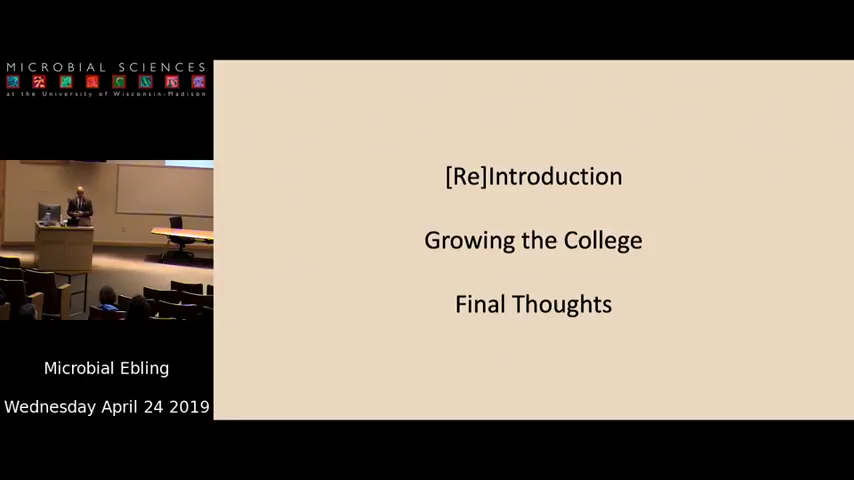 MICROBIAL SCIENCES
at the University of Wisconsin-Madison
Microbial Ebling
Wednesday April 24 2019
[Re]Introduction
Growing the College
Final Thoughts